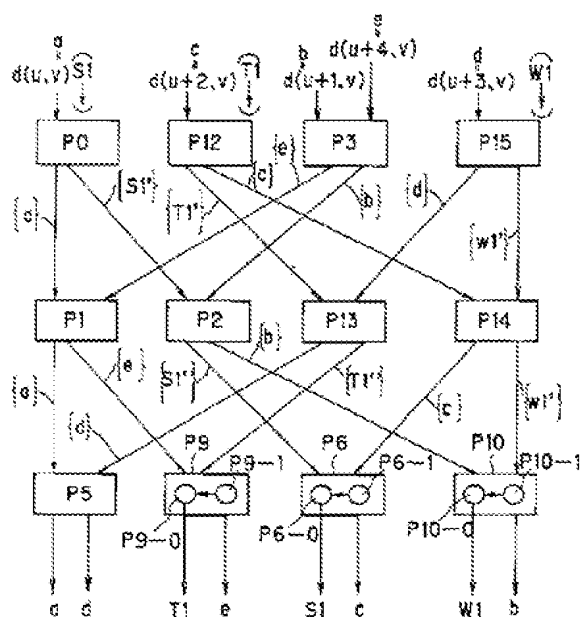 a c b e d
d(u,v) S1 d(u+2,v) T1 d(u+1,v) d(u+4,v) d(u+3,v) W1
P0 P12 P3 P15
{a} {S1'} {T1'} {c} {e} {b} {d} {W1'}
P1 P2 P13 P14
{a} {e} {d} {S1'} {b} {T1'} {c} {W1'}
P5 P9 P9-1 P6 P6-1 P10 P10-1
P9-0 P6-0 P10-0
a d T1 e S1 c W1 b